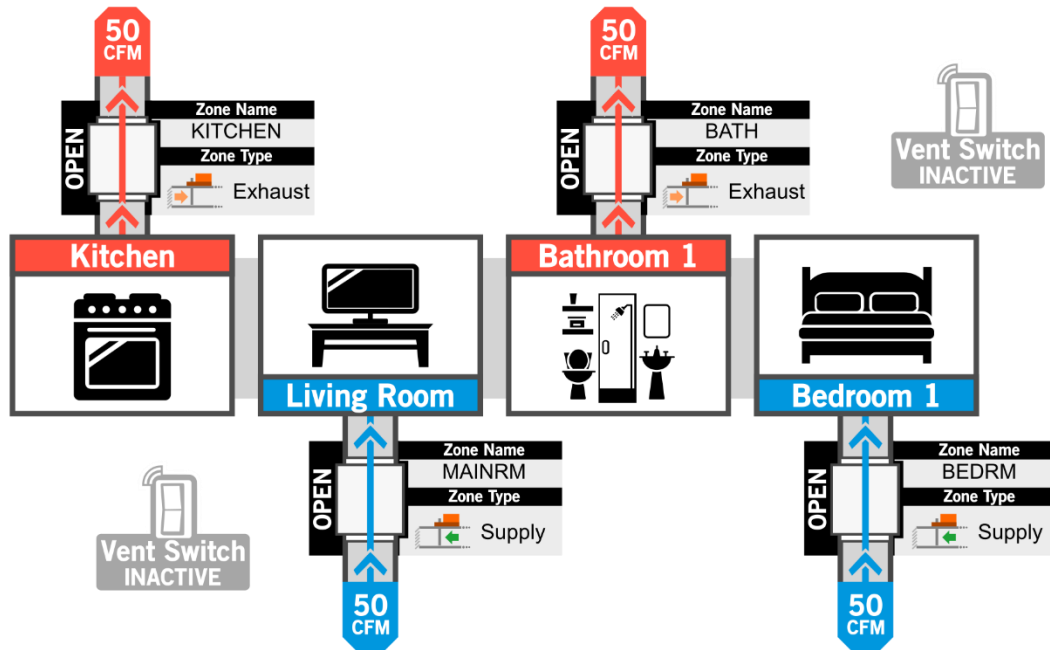 50
CFM
OPEN
Zone Name
KITCHEN
Zone Type
Exhaust
50
CFM
OPEN
Zone Name
BATH
Zone Type
Exhaust
Vent Switch
INACTIVE
Kitchen
Living Room
Bathroom 1
Bedroom 1
Vent Switch
INACTIVE
OPEN
Zone Name
MAINRM
Zone Type
Supply
50
CFM
OPEN
Zone Name
BEDRM
Zone Type
Supply
50
CFM